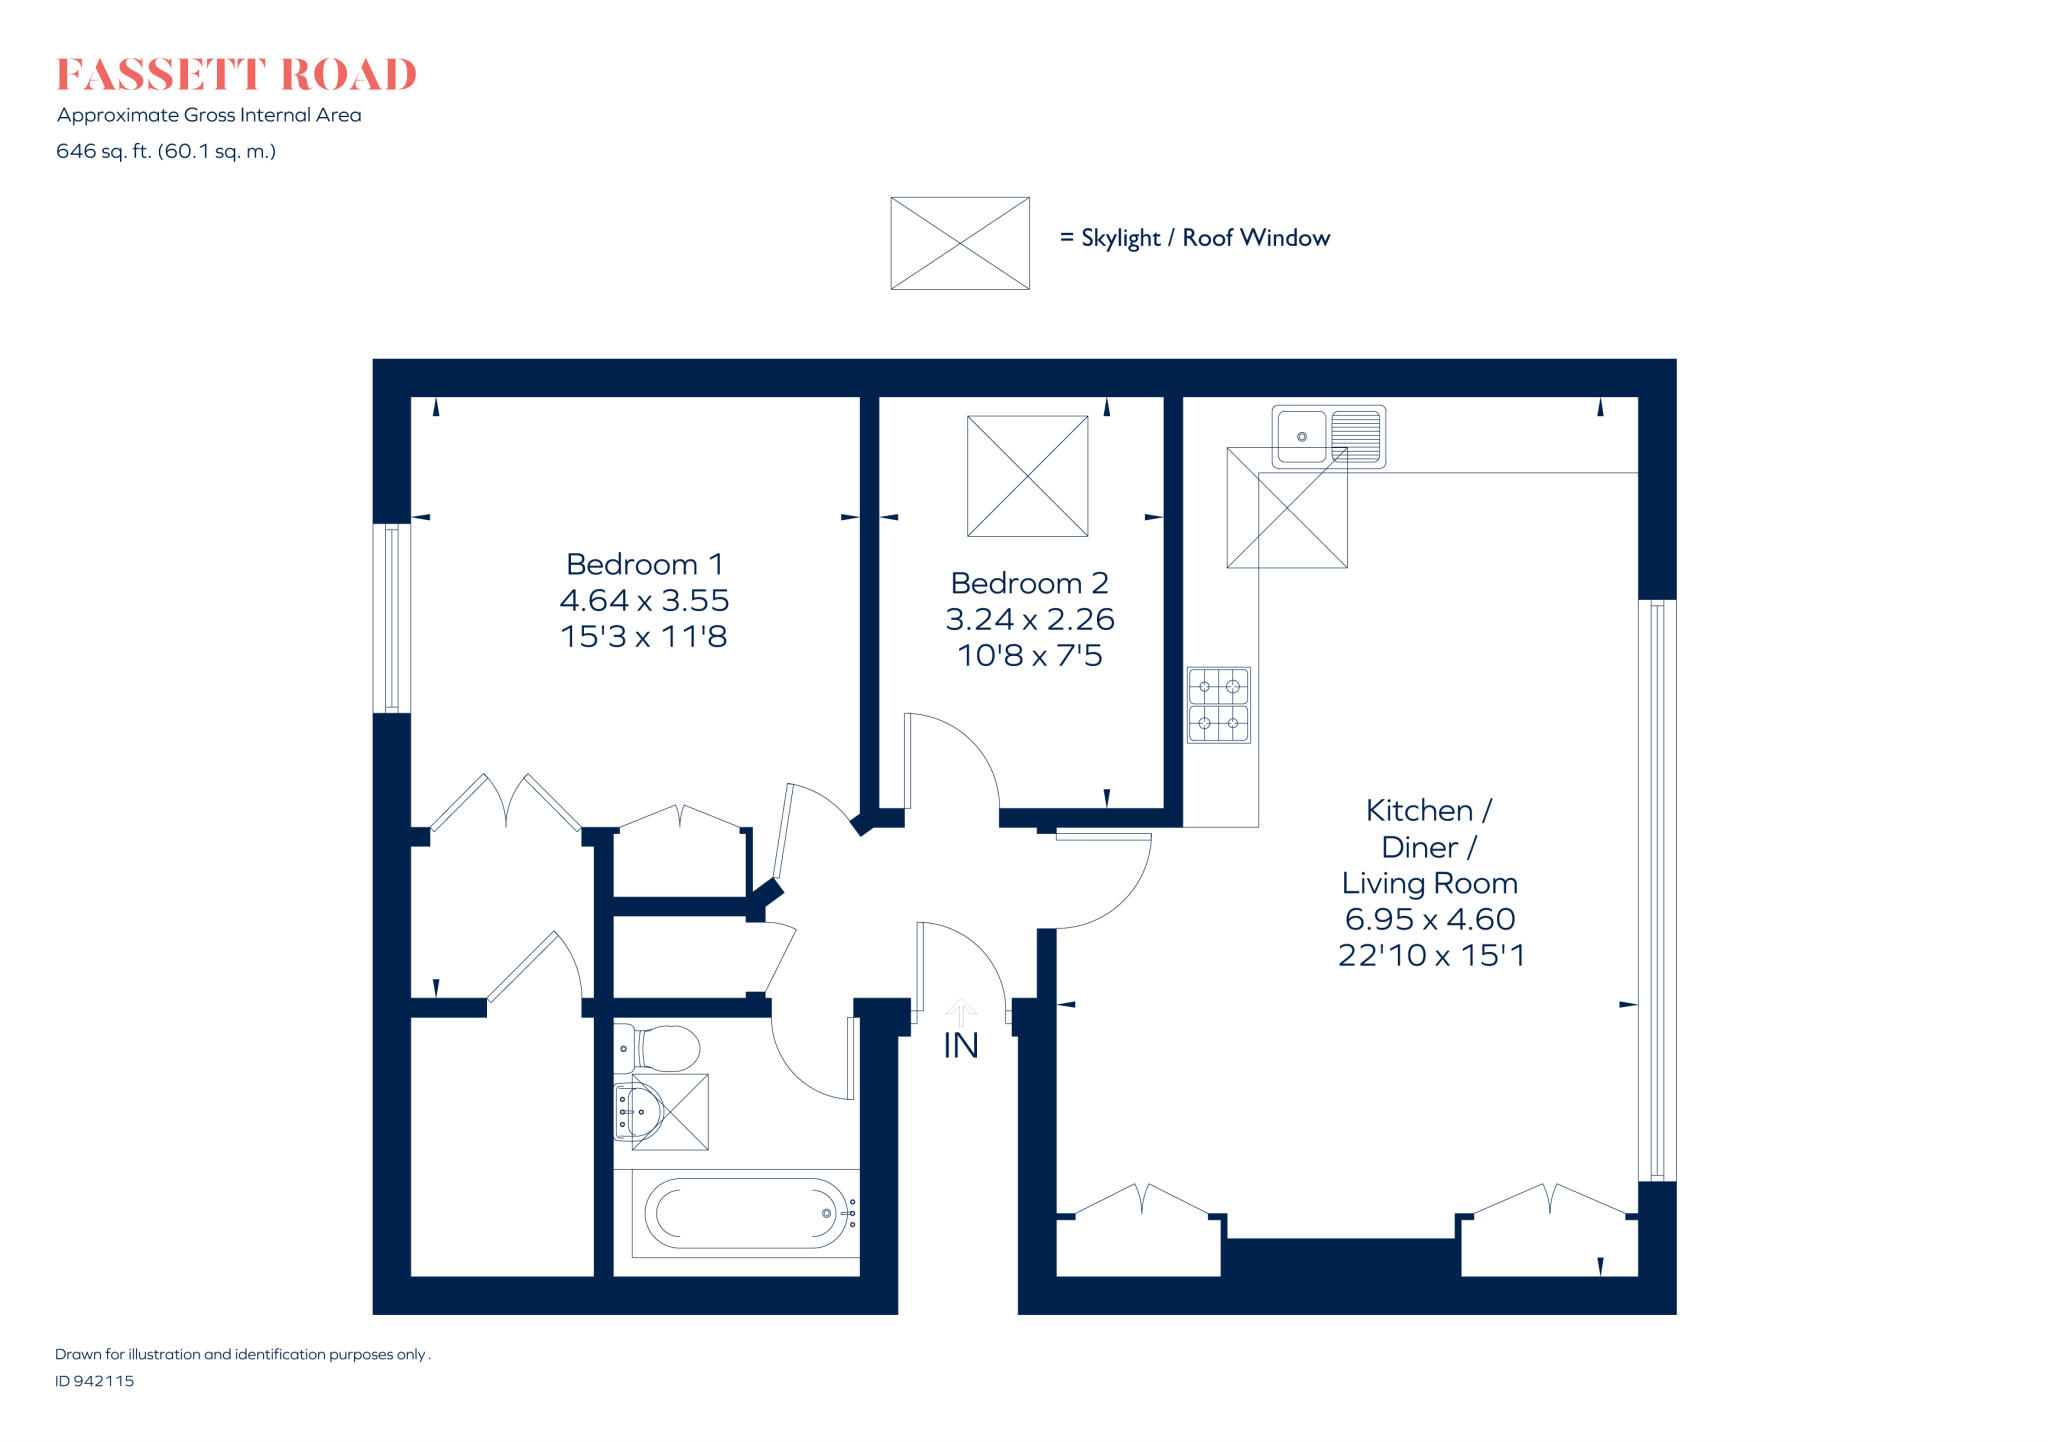 FASSETT ROAD
Approximate Gross Internal Area
646 sq. ft. (60.1 sq. m.)
= Skylight / Roof Window
Bedroom 1
4.64 x 3.55
15'3 x 11'8
Bedroom 2
3.24 x 2.26
10'8 x 7'5
Kitchen /
Diner /
Living Room
6.95 x 4.60
22'10 x 15'1
IN
Drawn for illustration and identification purposes only.
ID 942115